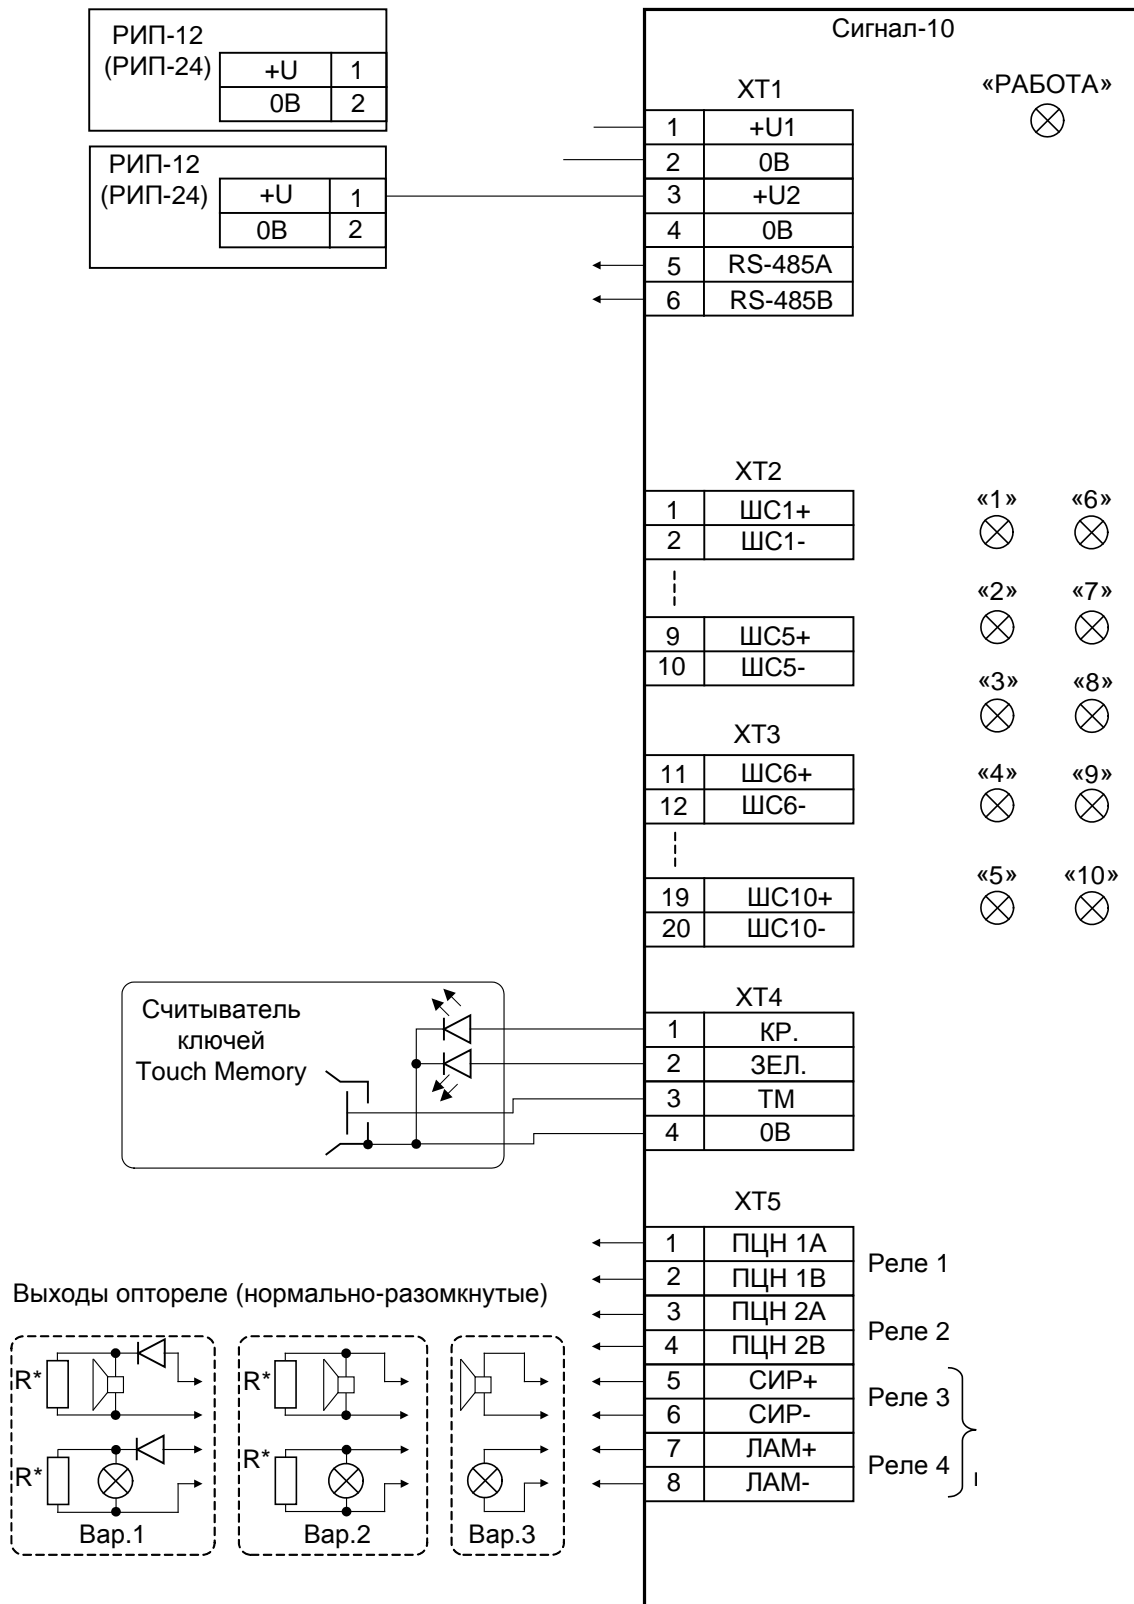 РИП-12
(РИП-24)
+U 1
0В 2
РИП-12
(РИП-24)
+U 1
0В 2
Сигнал-10
«РАБОТА»
XT1
1 +U1
2 0В
3 +U2
4 0В
5 RS-485A
6 RS-485B
XT2
1 ШС1+
2 ШС1-
9 ШС5+
10 ШС5-
XT3
11 ШС6+
12 ШС6-
19 ШС10+
20 ШС10-
«1» «6»
«2» «7»
«3» «8»
«4» «9»
«5» «10»
Считыватель
ключей
Touch Memory
XT4
1 КР.
2 ЗЕЛ.
3 ТМ
4 0В
XT5
1 ПЦН 1А
2 ПЦН 1В
3 ПЦН 2А
4 ПЦН 2В
5 СИР+
6 СИР-
7 ЛАМ+
8 ЛАМ-
Реле 1
Реле 2
Реле 3
Реле 4
Выходы оптореле (нормально-разомкнутые)
R*
R*
Вар.1
R*
R*
Вар.2
Вар.3